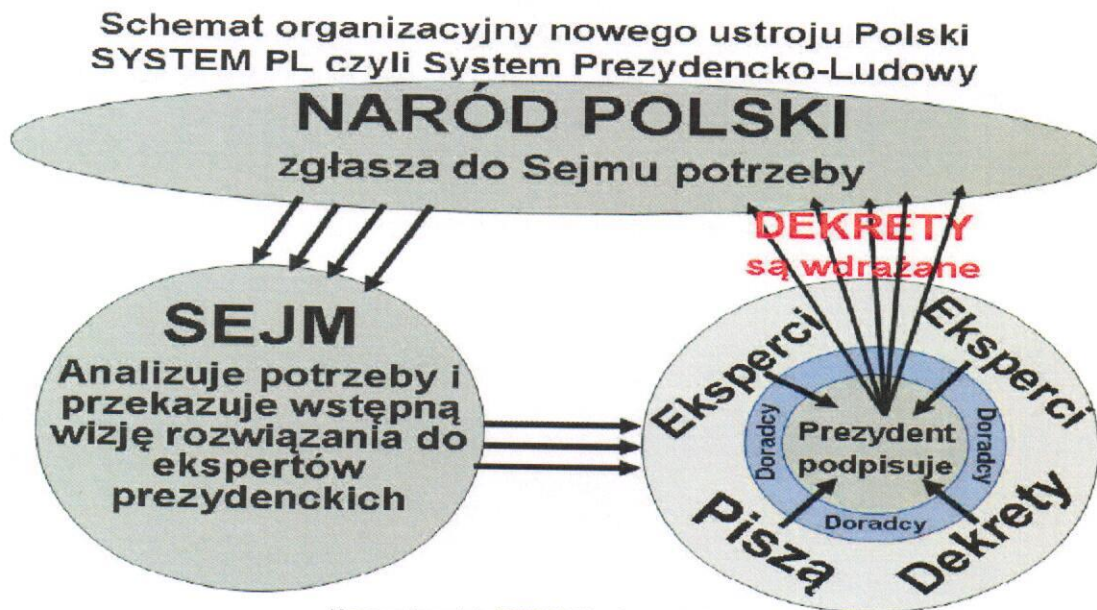 Schemat organizacyjny nowego ustroju Polski
SYSTEM PL czyli System Prezydencko-Ludowy
NARÓD POLSKI
zgłasza do Sejmu potrzeby
DEKRETY
są wdrażane
SEJM
Analizuje potrzeby i
przekazuje wstępną
wizję rozwiązania do
ekspertów
prezydenckich
Eksperci
Eksperci
Doradcy
Prezydent
podpisuje
Doradcy
Doradcy
Piszą
Dekrety